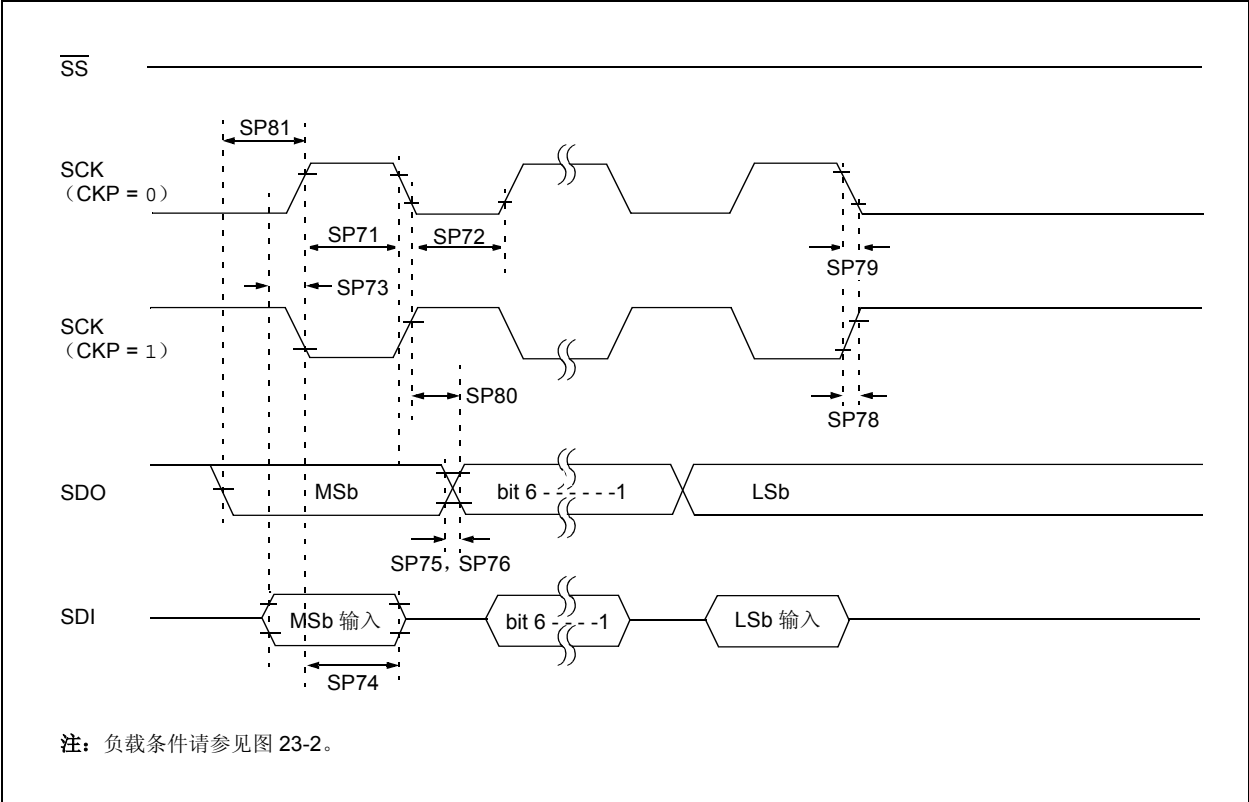 SS
SP81
SCK
（CKP = 0）
SP71
SP72
SP79
SP73
SCK
（CKP = 1）
SP80
SP78
SDO
MSb
bit 6 - - - - - -1
LSb
SP75，SP76
SDI
MSb 输入
bit 6 - - - - -1
LSb 输入
SP74
注：负载条件请参见图 23-2。